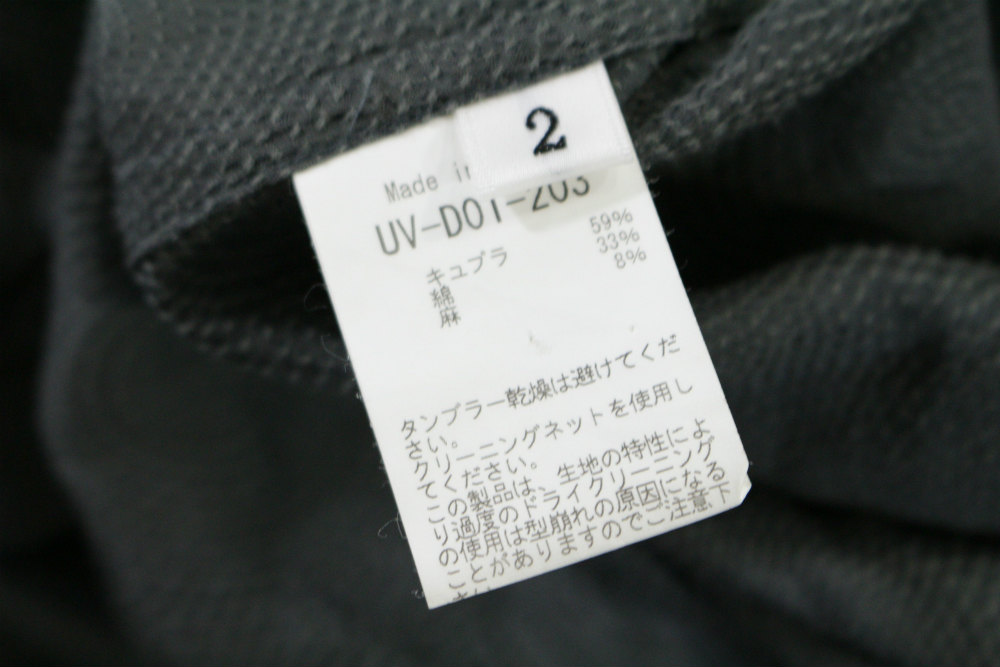 2
Made in
UV-D01-203
キュプラ 59%
綿 33%
麻 8%
タンブラー乾燥は避けてくだ
さい。
クリーニングネットを使用し
てください。
この製品は、生地の特性によ
り過度のドライクリーニング
の使用は型崩れの原因になる
ことがありますのでご注意下
さい